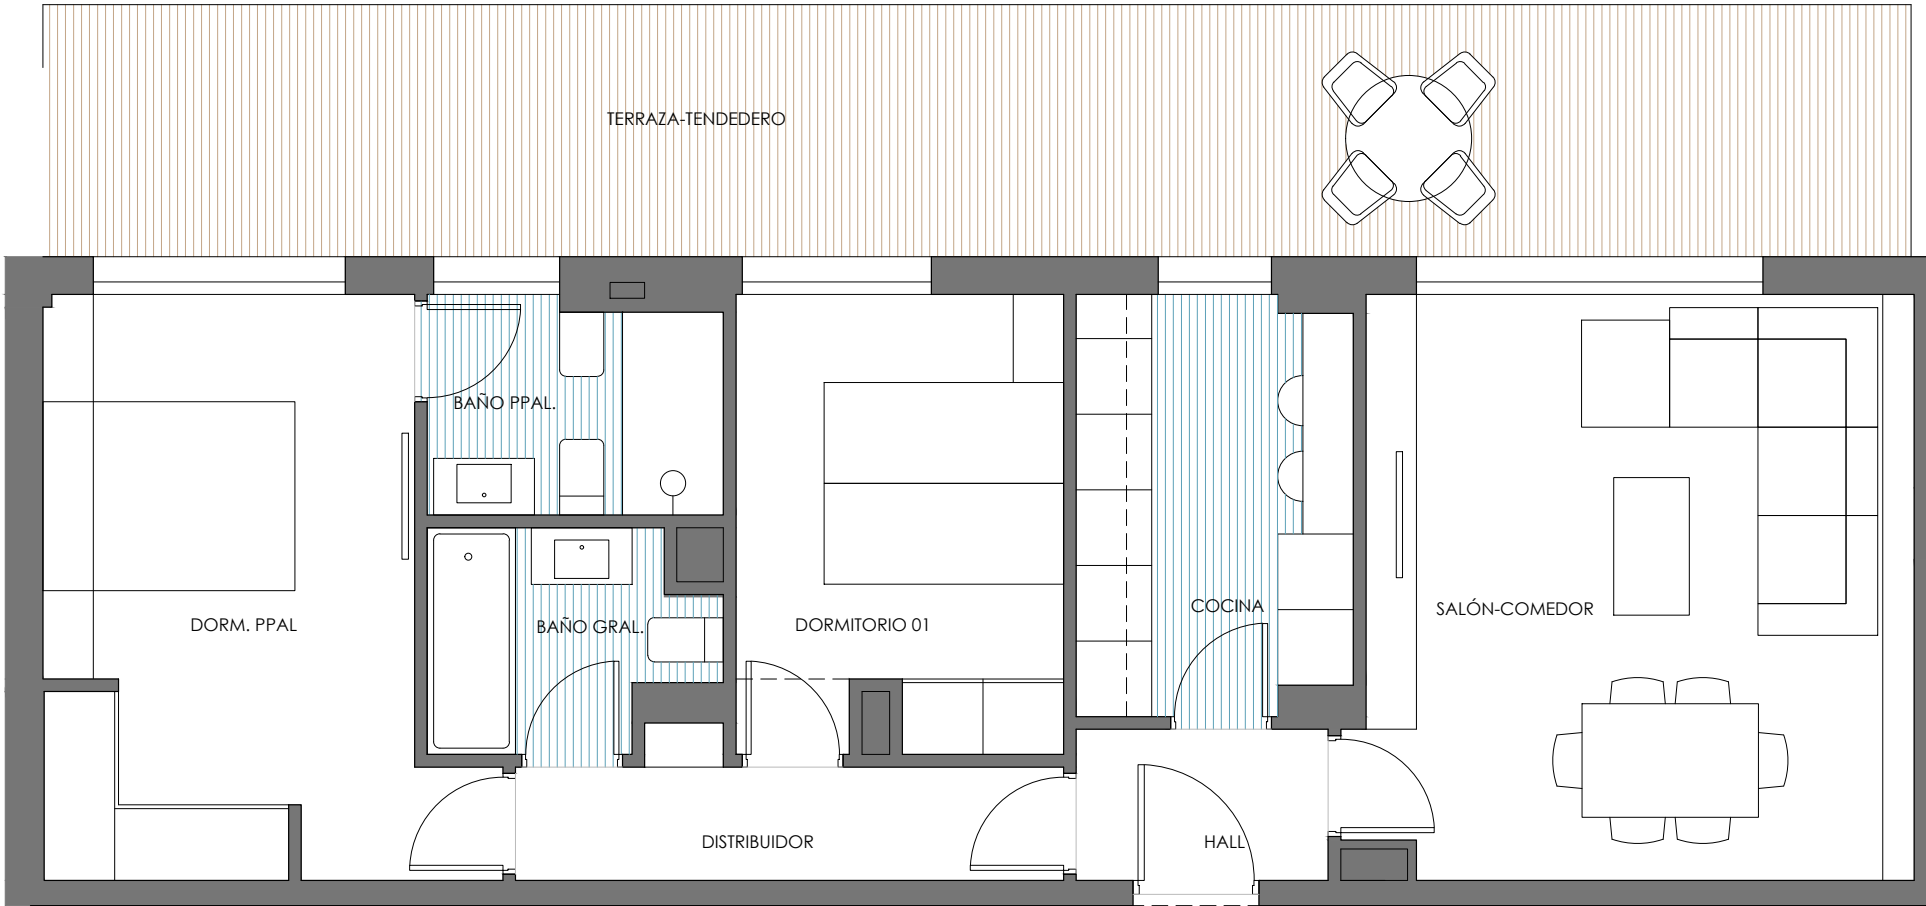 TERRAZA-TENDEDERO
BAÑO PPAL.
DORM. PPAL
BAÑO GRAL.
DORMITORIO 01
COCINA
SALÓN-COMEDOR
DISTRIBUIDOR
HALL